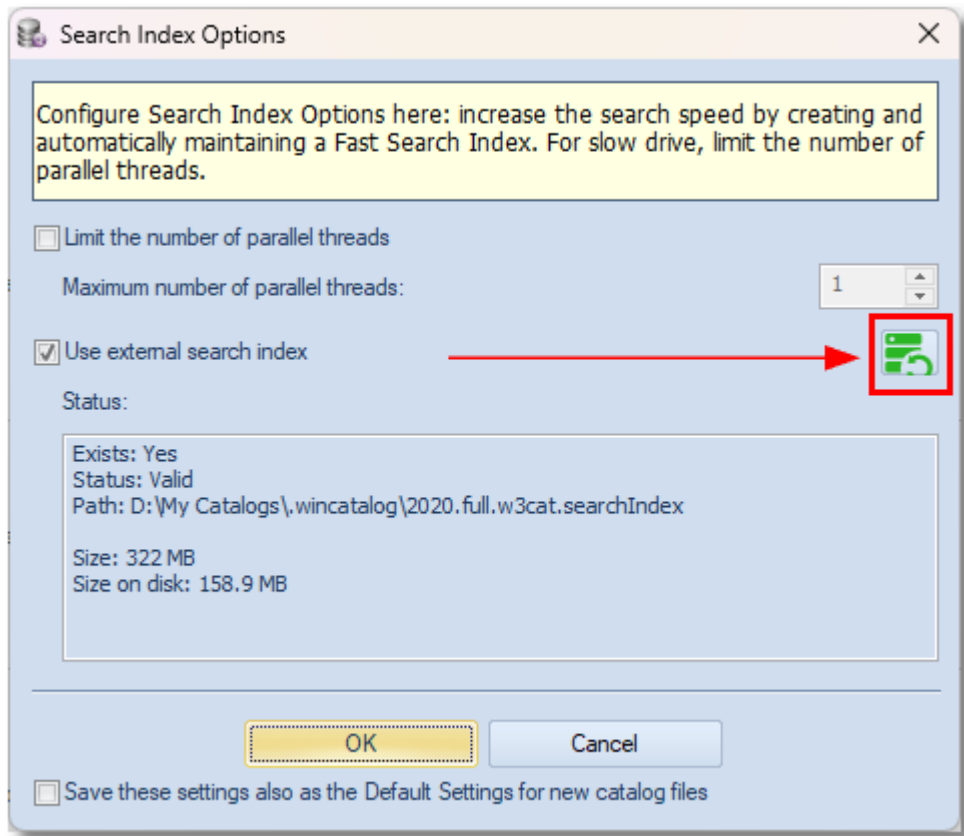 Search Index Options
Configure Search Index Options here: increase the search speed by creating and
automatically maintaining a Fast Search Index. For slow drive, limit the number of
parallel threads.
Limit the number of parallel threads
Maximum number of parallel threads:
1
Use external search index
Status:
Exists: Yes
Status: Valid
Path: D:\My Catalogs\.wincatalog\2020.full.w3cat.searchIndex
Size: 322 MB
Size on disk: 158.9 MB
OK
Cancel
Save these settings also as the Default Settings for new catalog files